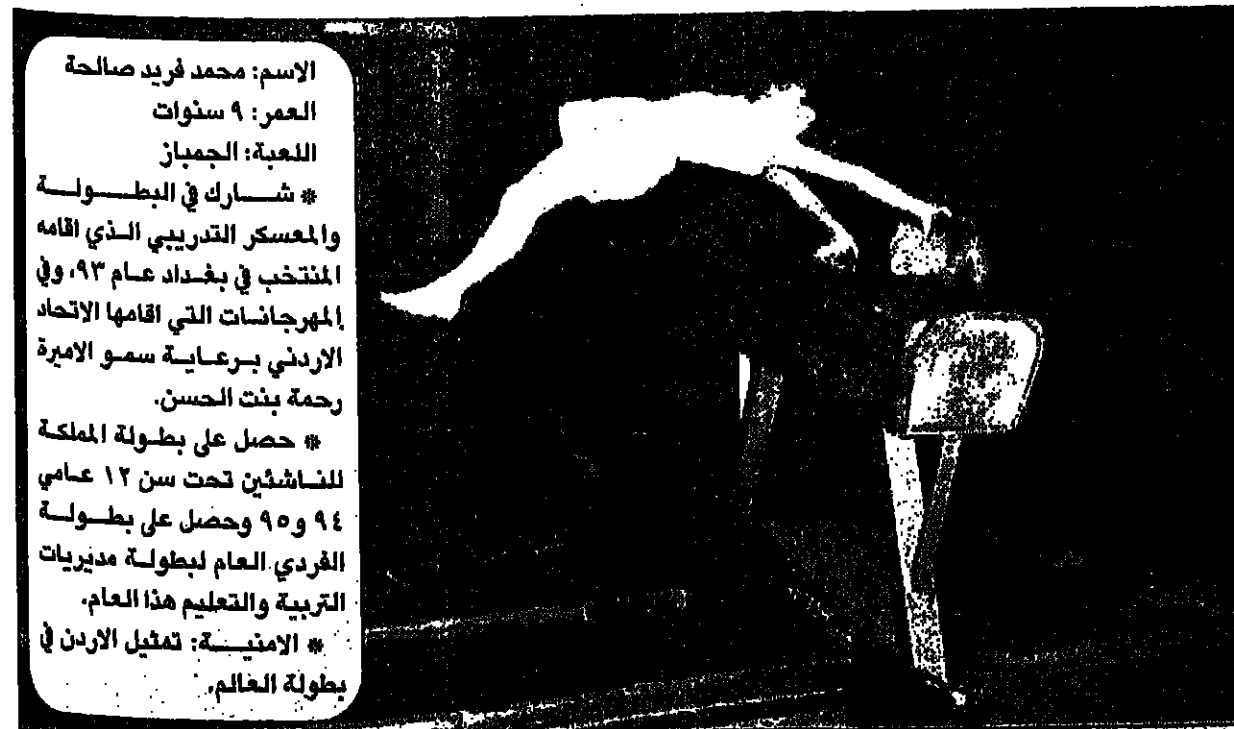 الاسم: محمد فريد صالحة
العمر: ٩ سنوات
اللعبة: الجمباز
* شارك في البطولة
والمعسكر التدريبي الذي اقامه
المنتخب في بغداد عام ٩٣، وفي
المهرجانات التي اقامها الاتحاد
الاردني برعاية سمو الاميرة
رحمة بنت الحسن.
* حصل على بطولة المملكة
للناشئين تحت سن ١٢ عامي
٩٤ و٩٥ وحصل على بطولة
الفردي العام لبطولة مديريات
التربية والتعليم هذا العام.
* الامنية: تمثيل الاردن في
بطولة العالم.